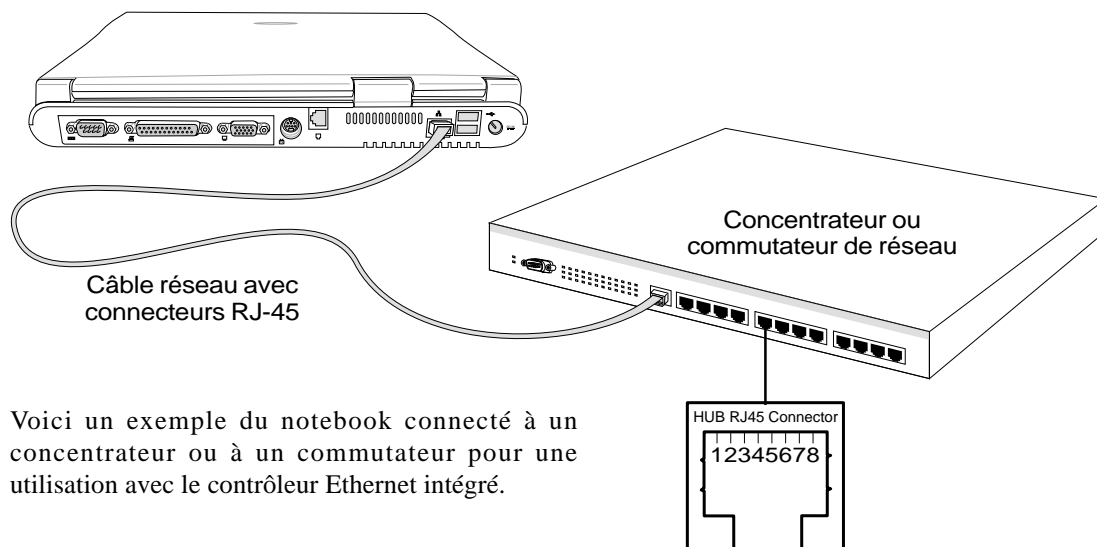 Concentrateur ou
commutateur de réseau
Câble réseau avec
connecteurs RJ-45
Voici un exemple du notebook connecté à un
concentrateur ou à un commutateur pour une
utilisation avec le contrôleur Ethernet intégré.
HUB RJ45 Connector
12345678